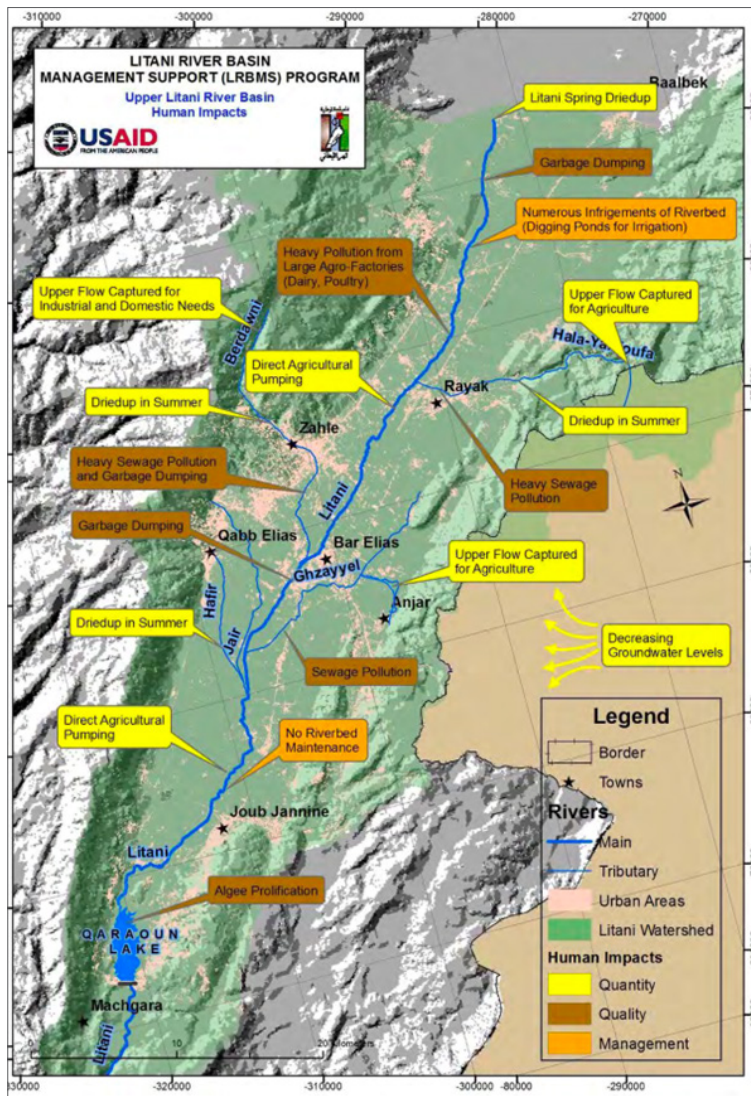 -310000
-300000
-290000
-280000
-270000
LITANI RIVER BASIN
MANAGEMENT SUPPORT (LRBMS) PROGRAM
Upper Litani River Basin
Human Impacts
USAID
FROM THE AMERICAN PEOPLE
Baalbek
Litani Spring Driedup
Garbage Dumping
Numerous Infrigements of Riverbed
(Digging Ponds for Irrigation)
Heavy Pollution from
Large Agro-Factories
(Dairy, Poultry)
Upper Flow Captured for
Industrial and Domestic Needs
Upper Flow Captured
for Agriculture
Berdawni
Hala-Ya
oufa
Direct Agricultural
Pumping
Rayak
Driedup in Summer
Driedup in Summer
Zahle
Heavy Sewage Pollution
and Garbage Dumping
Heavy Sewage
Pollution
Litani
N
Garbage Dumping
Qabb Elias
Bar Elias
Ghzayyel
Upper Flow Captured
for Agriculture
Hafir
Anjar
Jair
Driedup in Summer
Decreasing
Groundwater Levels
Sewage Pollution
Direct Agricultural
Pumping
No Riverbed
Maintenance
Legend
Border
Towns
Joub Jannine
Rivers
Litani
Main
Tributary
Algee Prolification
Urban Areas
QARAOUN
LAKE
Litani Watershed
Human Impacts
Quantity
Machgara
Quality
Litani
Management
0 10 20 Kilometers
-330000
-320000
-310000
-300000
-80000
-290000